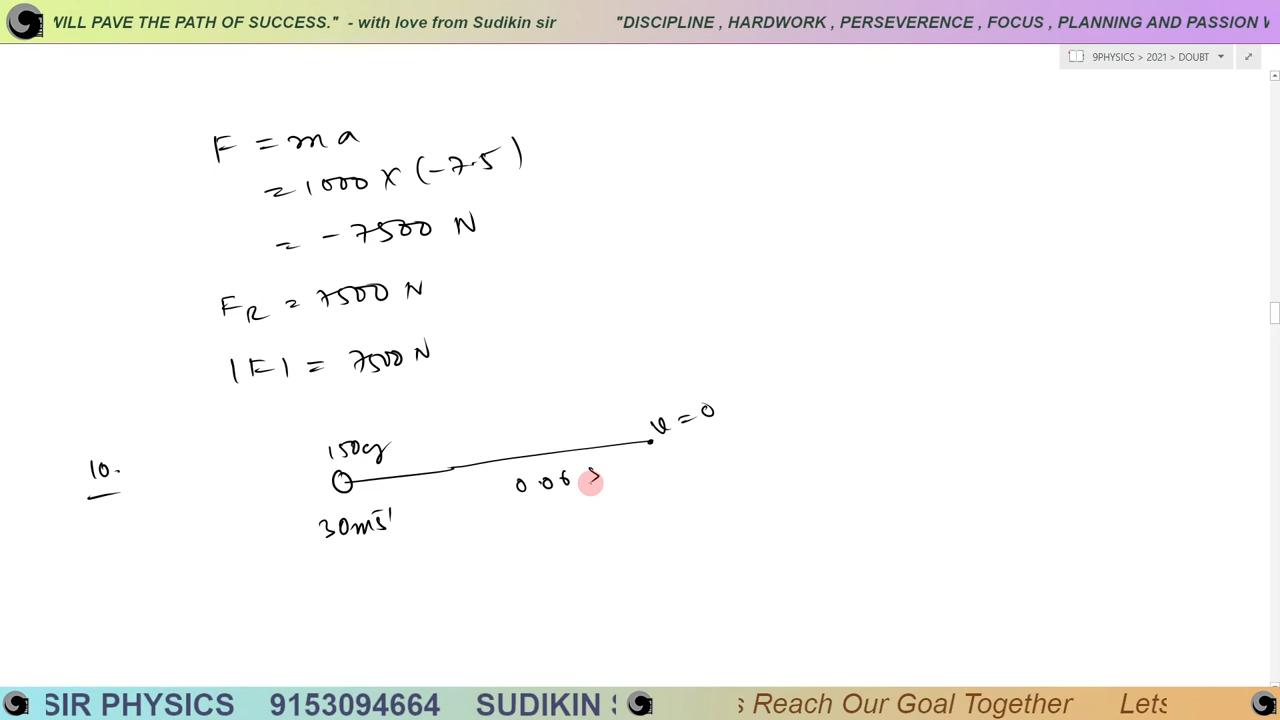 WILL PAVE THE PATH OF SUCCESS." - with love from Sudikin sir "DISCIPLINE , HARDWORK , PERSEVERENCE , FOCUS , PLANNING AND PASSION W
9PHYSICS > 2021 > DOUBT
F = ma
= 1000 × (-7.5)
= - 7500 N
F_R = 7500 N
|F| = 7500 N
10.
150g
30ms⁻¹
0.06 s
v = 0
SIR PHYSICS 9153094664 SUDIKIN S s Reach Our Goal Together Lets